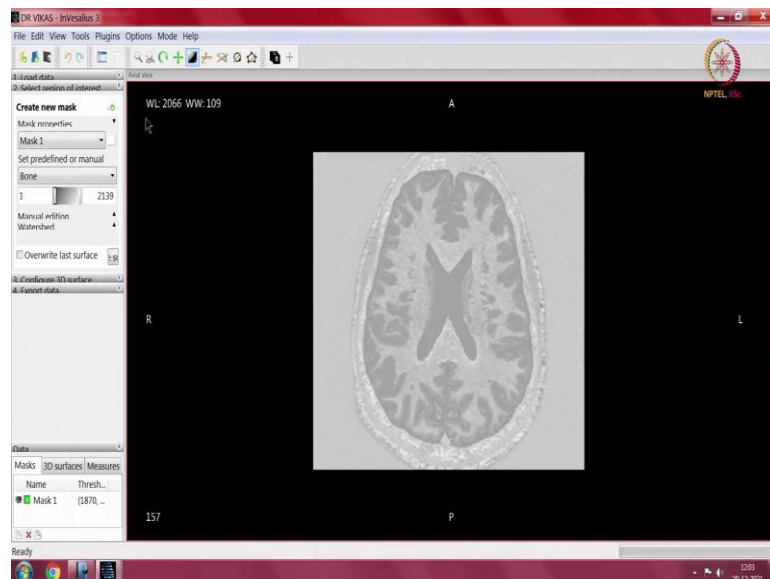 DR VIKAS - InVesalius 3
File Edit View Tools Plugins Options Mode Help
NPTEL, IISc
1. Load data
2. Select region of interest
Create new mask
Mask properties
Mask 1
Set predefined or manual
Bone
1 2139
Manual edition
Watershed
Overwrite last surface
3. Configure 3D surface
4. Export data
Data
Masks 3D surfaces Measures
Name Thresh...
Mask 1 (1870, ...
Ready
Axial slice
WL: 2066 WW: 109
A
R
L
157
P
12:03